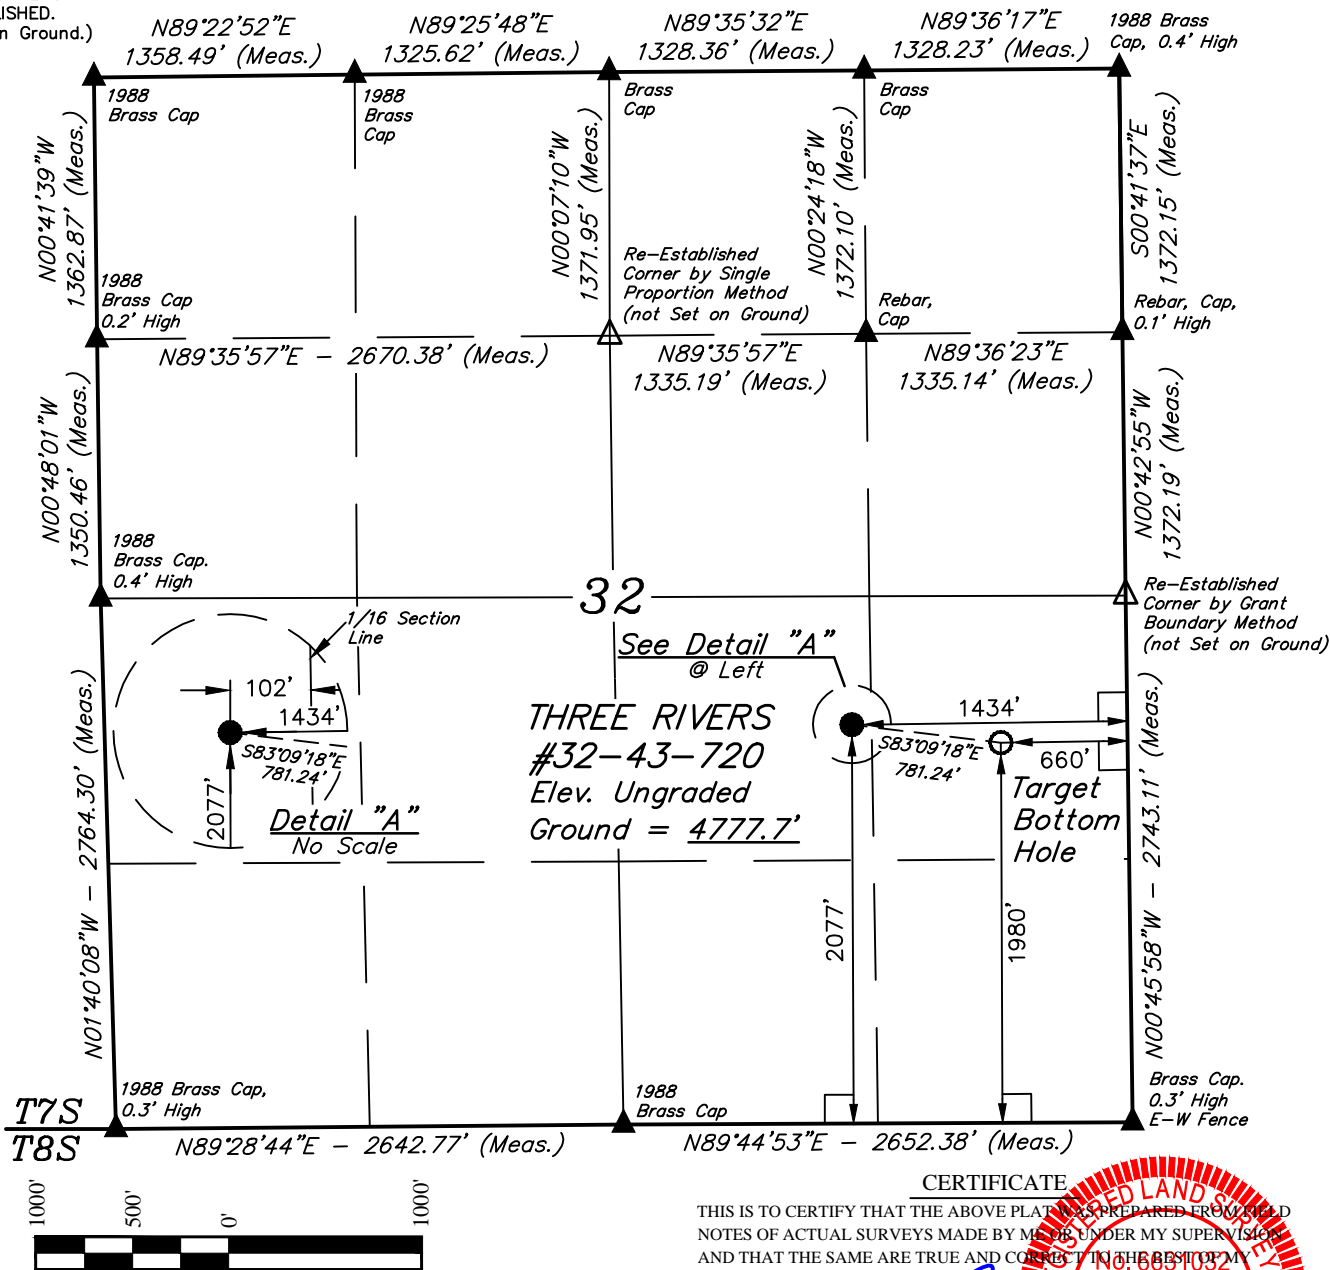 LISHED.
n Ground.)
N89°22'52"E
1358.49' (Meas.)
N89°25'48"E
1325.62' (Meas.)
N89°35'32"E
1328.36' (Meas.)
N89°36'17"E
1328.23' (Meas.)
1988 Brass
Cap, 0.4' High
1988
Brass Cap
1988
Brass
Cap
Brass
Cap
Brass
Cap
N00°41'39"W
1362.87' (Meas.)
N00°07'10"W
1371.95' (Meas.)
N00°24'18"W
1372.10' (Meas.)
S00°41'37"E
1372.15' (Meas.)
1988
Brass Cap
0.2' High
Re-Established
Corner by Single
Proportion Method
(not Set on Ground)
Rebar,
Cap
Rebar, Cap,
0.1' High
N89°35'57"E - 2670.38' (Meas.)
N89°35'57"E
1335.19' (Meas.)
N89°36'23"E
1335.14' (Meas.)
N00°48'01"W
1350.46' (Meas.)
N00°42'55"W
1372.19' (Meas.)
1988
Brass Cap.
0.4' High
32
Re-Established
Corner by Grant
Boundary Method
(not Set on Ground)
1/16 Section
Line
See Detail "A"
@ Left
102'
1434'
S83°09'18"E
781.24'
2077'
Detail "A"
No Scale
THREE RIVERS
#32-43-720
Elev. Ungraded
Ground = 4777.7'
1434'
S83°09'18"E
781.24'
660'
Target
Bottom
Hole
2077'
1980'
N01°40'08"W - 2764.30' (Meas.)
N00°45'58"W - 2743.11' (Meas.)
1988 Brass Cap,
0.3' High
1988
Brass Cap
Brass Cap.
0.3' High
E-W Fence
T7S
T8S
N89°28'44"E - 2642.77' (Meas.)
N89°44'53"E - 2652.38' (Meas.)
1000'
500'
0'
1000'
CERTIFICATE
THIS IS TO CERTIFY THAT THE ABOVE PLAT WAS PREPARED FROM FIELD
NOTES OF ACTUAL SURVEYS MADE BY ME OR UNDER MY SUPERVISION
AND THAT THE SAME ARE TRUE AND CORRECT TO THE BEST OF MY
GISTERED LAND SURVEY
No. 6831032